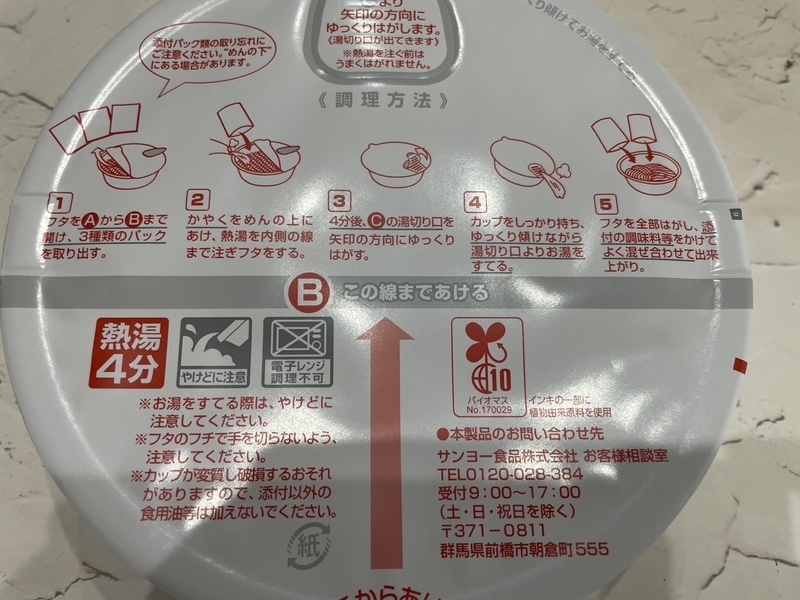 より
矢印の方向に
ゆっくりはがします。
《湯切り口が出てきます》
※熱湯を注ぐ前は
うまくはがれません。
添付パック類の取り忘れに
ご注意ください。"めんの下"
にある場合があります。
くり傾けてお湯をすてる
《調理方法》
1
フタをAからBまで
開け、3種類のパック
を取り出す。
2
かやくをめんの上に
あけ、熱湯を内側の線
まで注ぎフタをする。
3
4分後、Cの湯切り口を
矢印の方向にゆっくり
はがす。
4
カップをしっかり持ち、
ゆっくり傾けながら
湯切り口よりお湯を
すてる。
5
フタを全部はがし、添
付の調味料等をかけて
よく混ぜ合わせて出来
上がり。
B この線まであける
熱湯
4分
やけどに注意
電子レンジ
調理不可
※お湯をすてる際は、やけどに
注意してください。
※フタのフチで手を切らないよう、
注意してください。
※カップが変質し破損するおそれ
がありますので、添付以外の
食用油等は加えないでください。
紙
10
バイオマス
No.170029
インキの一部に
植物由来原料を使用
●本製品のお問い合わせ先
サンヨー食品株式会社 お客様相談室
TEL0120-028-384
受付9:00〜17:00
(土・日・祝日を除く)
〒371-0811
群馬県前橋市朝倉町555
からあい